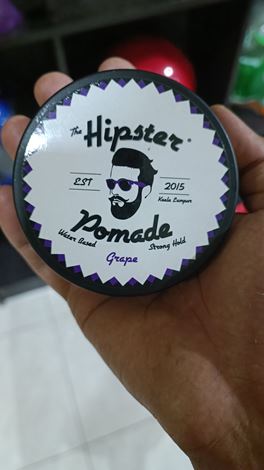 The Hipster
EST 2015
Kuala Lumpur
Pomade
Water Based Strong Hold
Grape